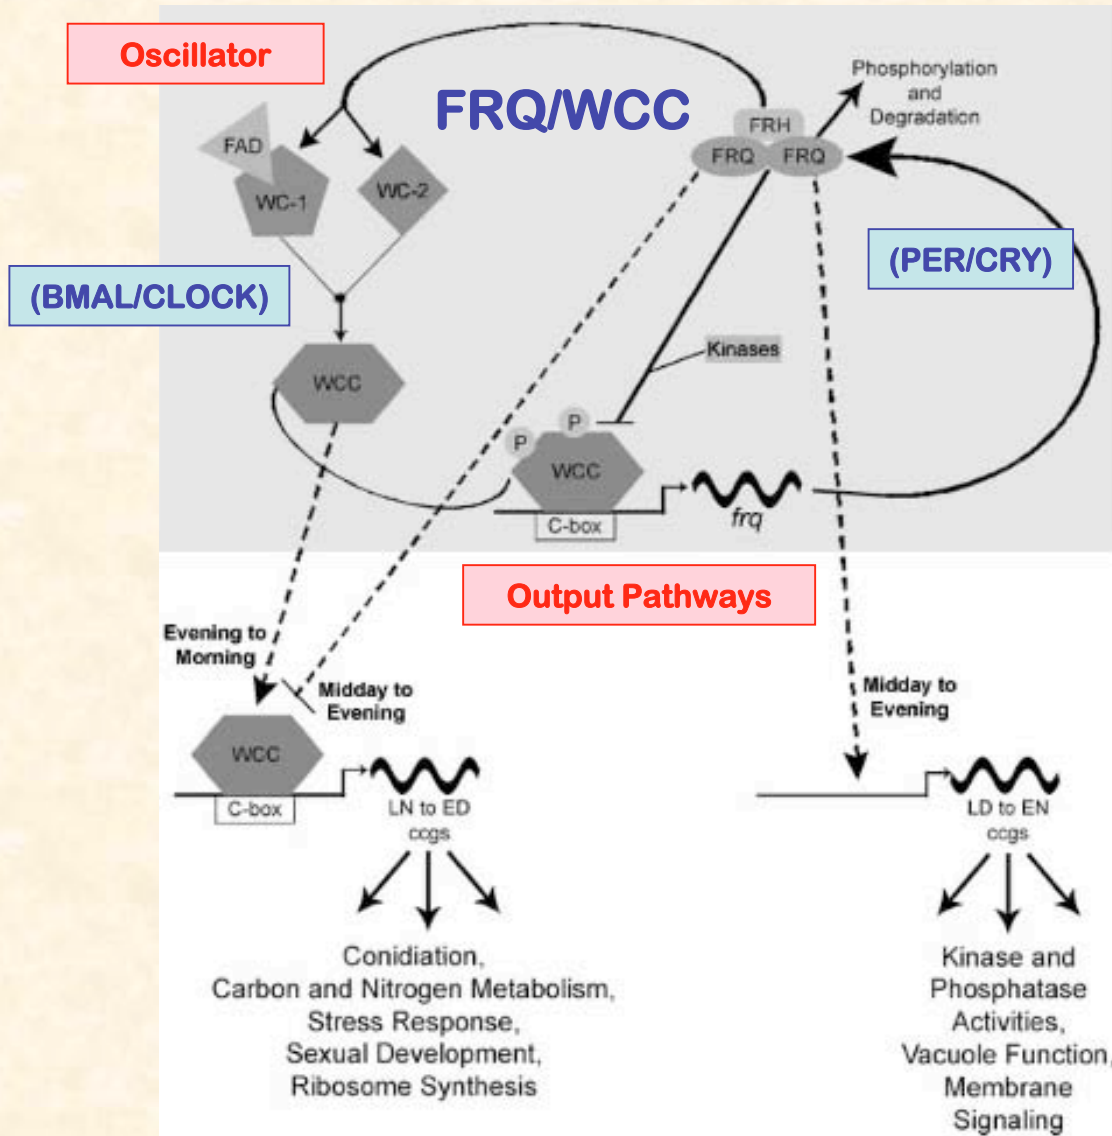 Oscillator
FRQ/WCC
Phosphorylation
and
Degradation
FRH
FRQ
FRQ
FAD
WC-1
WC-2
(PER/CRY)
(BMAL/CLOCK)
Kinases
WCC
P
P
WCC
C-box
frq
Output Pathways
Evening to
Morning
Midday to
Evening
Midday to
Evening
WCC
C-box
LN to ED
ccgs
LD to EN
ccgs
Conidiation,
Carbon and Nitrogen Metabolism,
Stress Response,
Sexual Development,
Ribosome Synthesis
Kinase and
Phosphatase
Activities,
Vacuole Function,
Membrane
Signaling